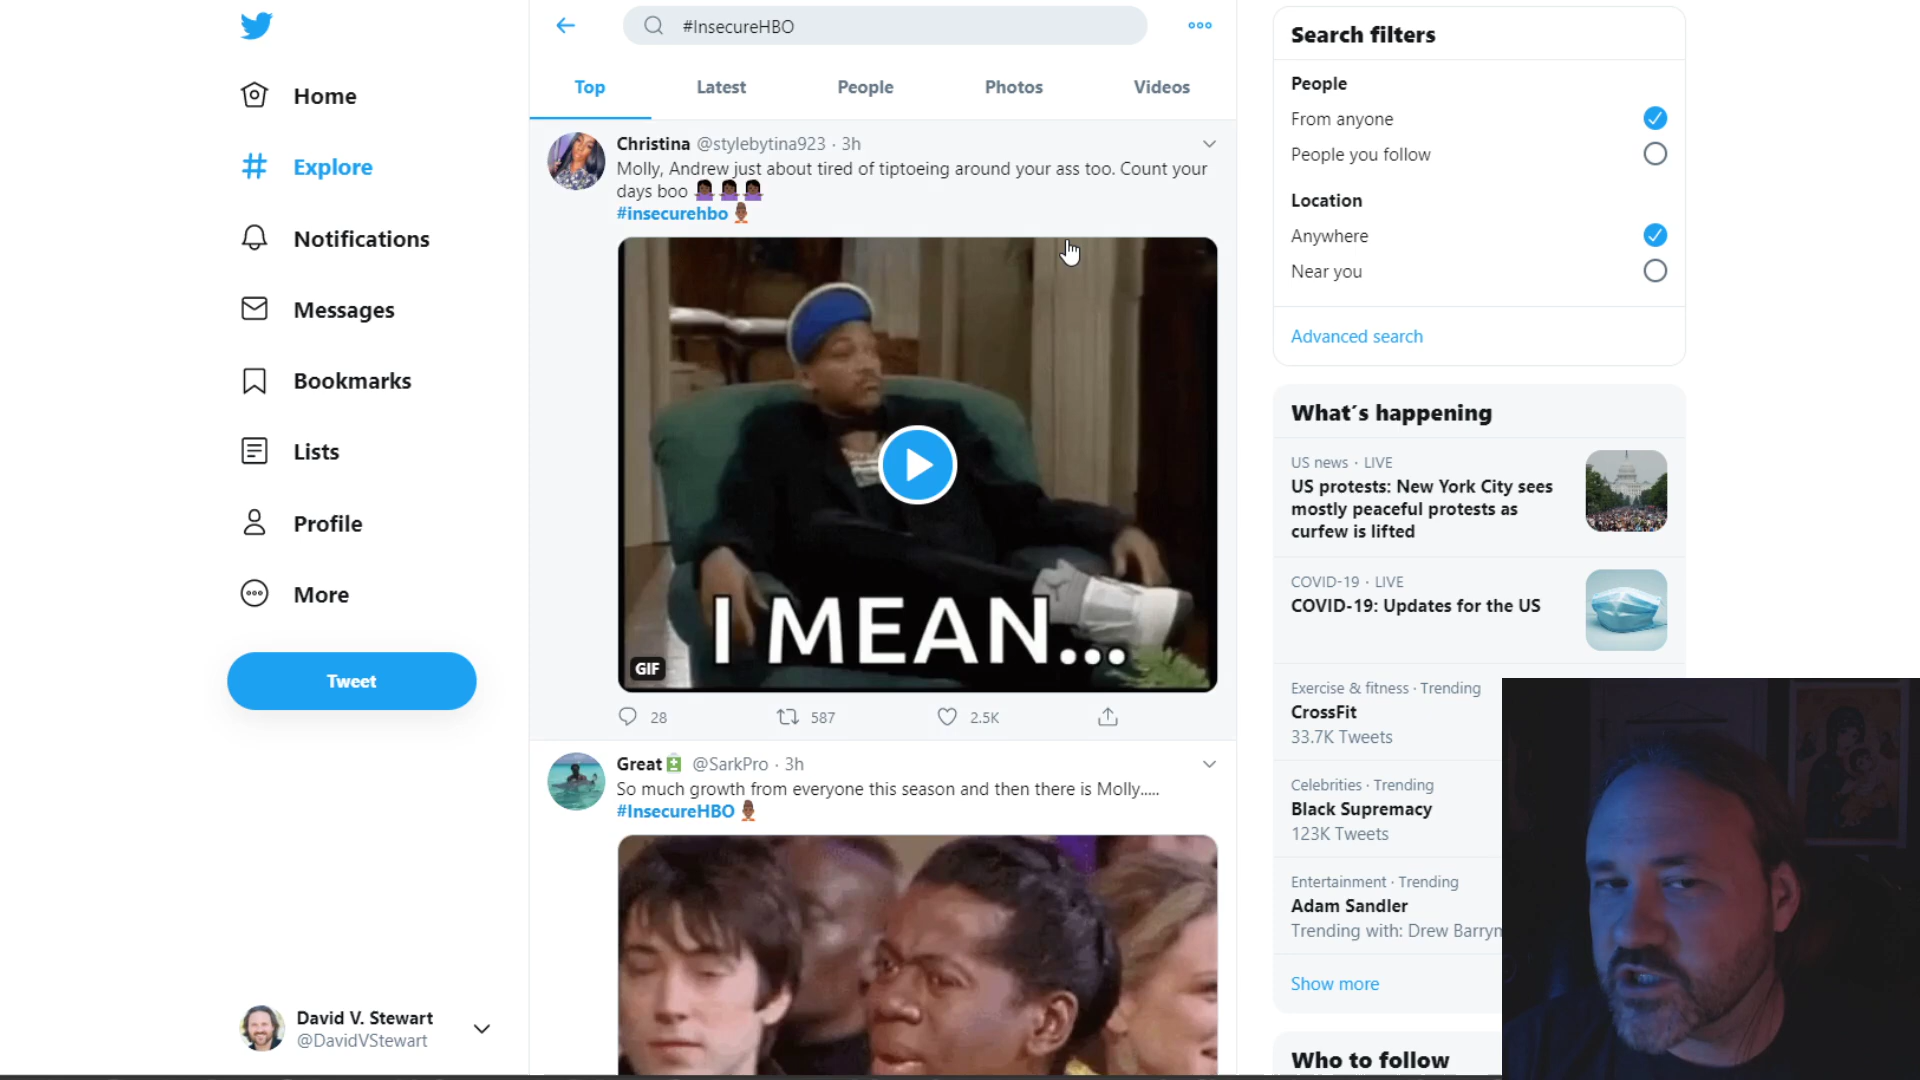 #InsecureHBO
Top
Latest
People
Photos
Videos
Home
Explore
Notifications
Messages
Bookmarks
Lists
Profile
More
Tweet
David V. Stewart
@DavidVStewart
Christina @stylebytina923 · 3h
Molly, Andrew just about tired of tiptoeing around your ass too. Count your
days boo
#insecurehbo
I MEAN...
GIF
28
587
2.5K
Great @SarkPro · 3h
So much growth from everyone this season and then there is Molly.....
#InsecureHBO
Search filters
People
From anyone
People you follow
Location
Anywhere
Near you
Advanced search
What's happening
US news · LIVE
US protests: New York City sees
mostly peaceful protests as
curfew is lifted
COVID-19 · LIVE
COVID-19: Updates for the US
Exercise & fitness · Trending
CrossFit
33.7K Tweets
Celebrities · Trending
Black Supremacy
123K Tweets
Entertainment · Trending
Adam Sandler
Trending with: Drew
Show more
Who to follow